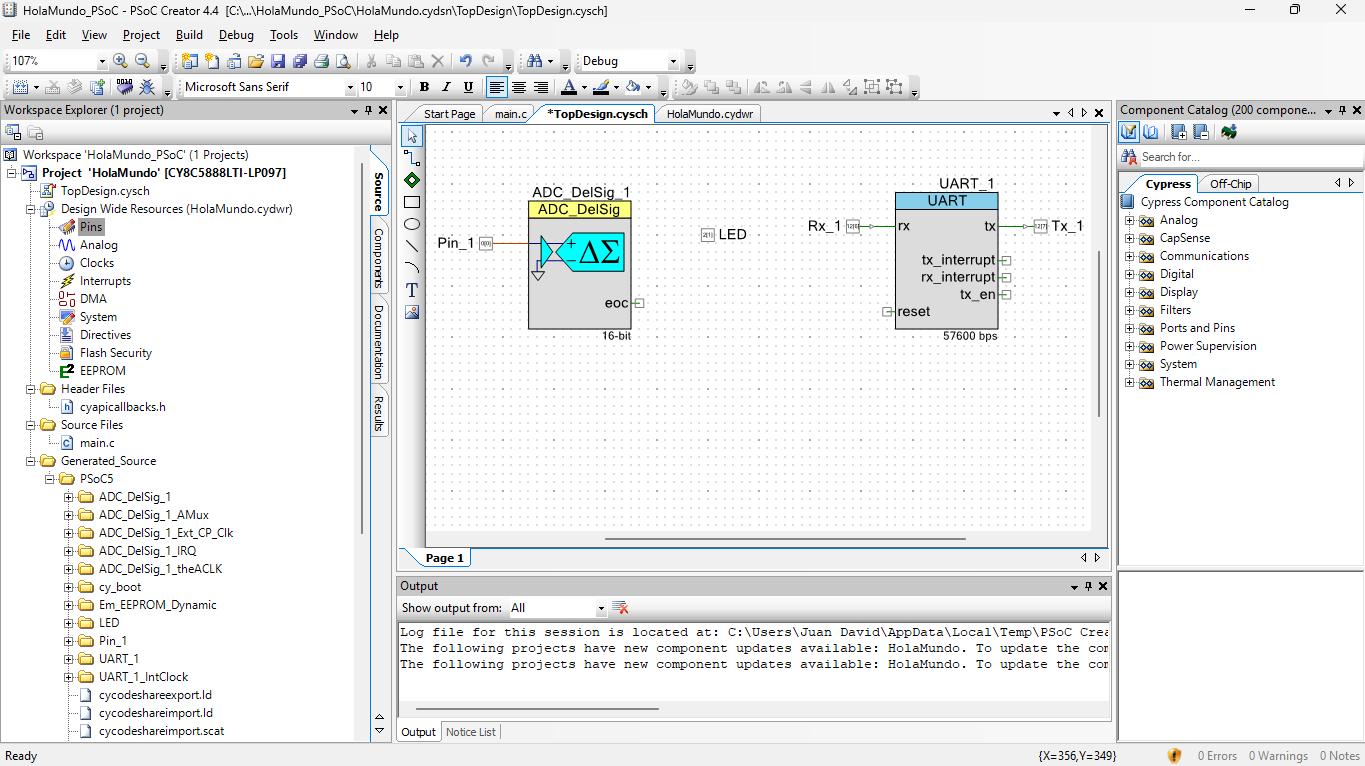 HolaMundo_PSoC - PSoC Creator 4.4 [C:\...\HolaMundo_PSoC\HolaMundo.cydsn\TopDesign\TopDesign.cysch]
File Edit View Project Build Debug Tools Window Help
107% Debug
Microsoft Sans Serif 10 B I U A
Workspace Explorer (1 project)
Workspace 'HolaMundo_PSoC' (1 Projects)
Project 'HolaMundo' [CY8C5888LTI-LP097]
TopDesign.cysch
Design Wide Resources (HolaMundo.cydwr)
Pins
Analog
Clocks
Interrupts
DMA
System
Directives
Flash Security
EEPROM
Header Files
cyapicallbacks.h
Source Files
main.c
Generated_Source
PSoC5
ADC_DelSig_1
ADC_DelSig_1_AMux
ADC_DelSig_1_Ext_CP_Clk
ADC_DelSig_1_IRQ
ADC_DelSig_1_theACLK
cy_boot
Em_EEPROM_Dynamic
LED
Pin_1
UART_1
UART_1_IntClock
cycodeshareexport.ld
cycodeshareimport.ld
cycodeshareimport.scat
Source
Components
Documentation
Results
Start Page main.c *TopDesign.cysch HolaMundo.cydwr
T
ADC_DelSig_1
ADC_DelSig
Pin_1
+
ΔΣ
eoc
16-bit
LED
UART_1
UART
Rx_1 rx tx Tx_1
tx_interrupt
rx_interrupt
tx_en
reset
57600 bps
Page 1
Output
Show output from: All
Log file for this session is located at: C:\Users\Juan David\AppData\Local\Temp\PSoC Crea
The following projects have new component updates available: HolaMundo. To update the com
The following projects have new component updates available: HolaMundo. To update the com
Output Notice List
Component Catalog (200 compone...
Search for...
Cypress Off-Chip
Cypress Component Catalog
Analog
CapSense
Communications
Digital
Display
Filters
Ports and Pins
Power Supervision
System
Thermal Management
Ready {X=356,Y=349} 0 Errors 0 Warnings 0 Notes